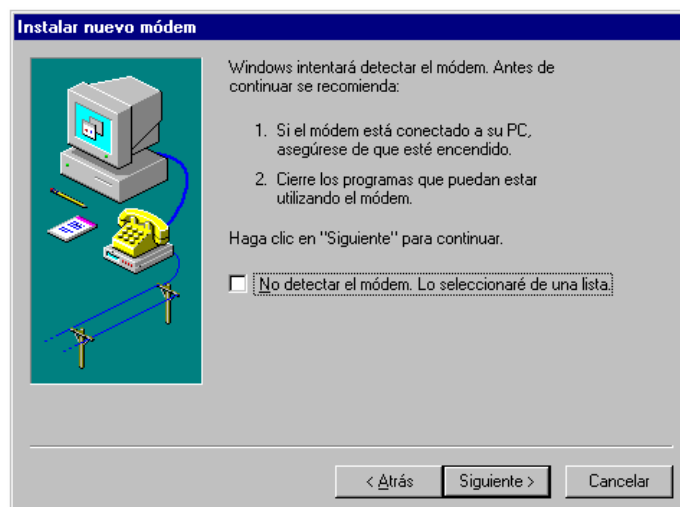 Instalar nuevo módem
Windows intentará detectar el módem. Antes de
continuar se recomienda:
1. Si el módem está conectado a su PC,
asegúrese de que esté encendido.
2. Cierre los programas que puedan estar
utilizando el módem.
Haga clic en "Siguiente" para continuar.
No detectar el módem. Lo seleccionaré de una lista.
< Atrás
Siguiente >
Cancelar